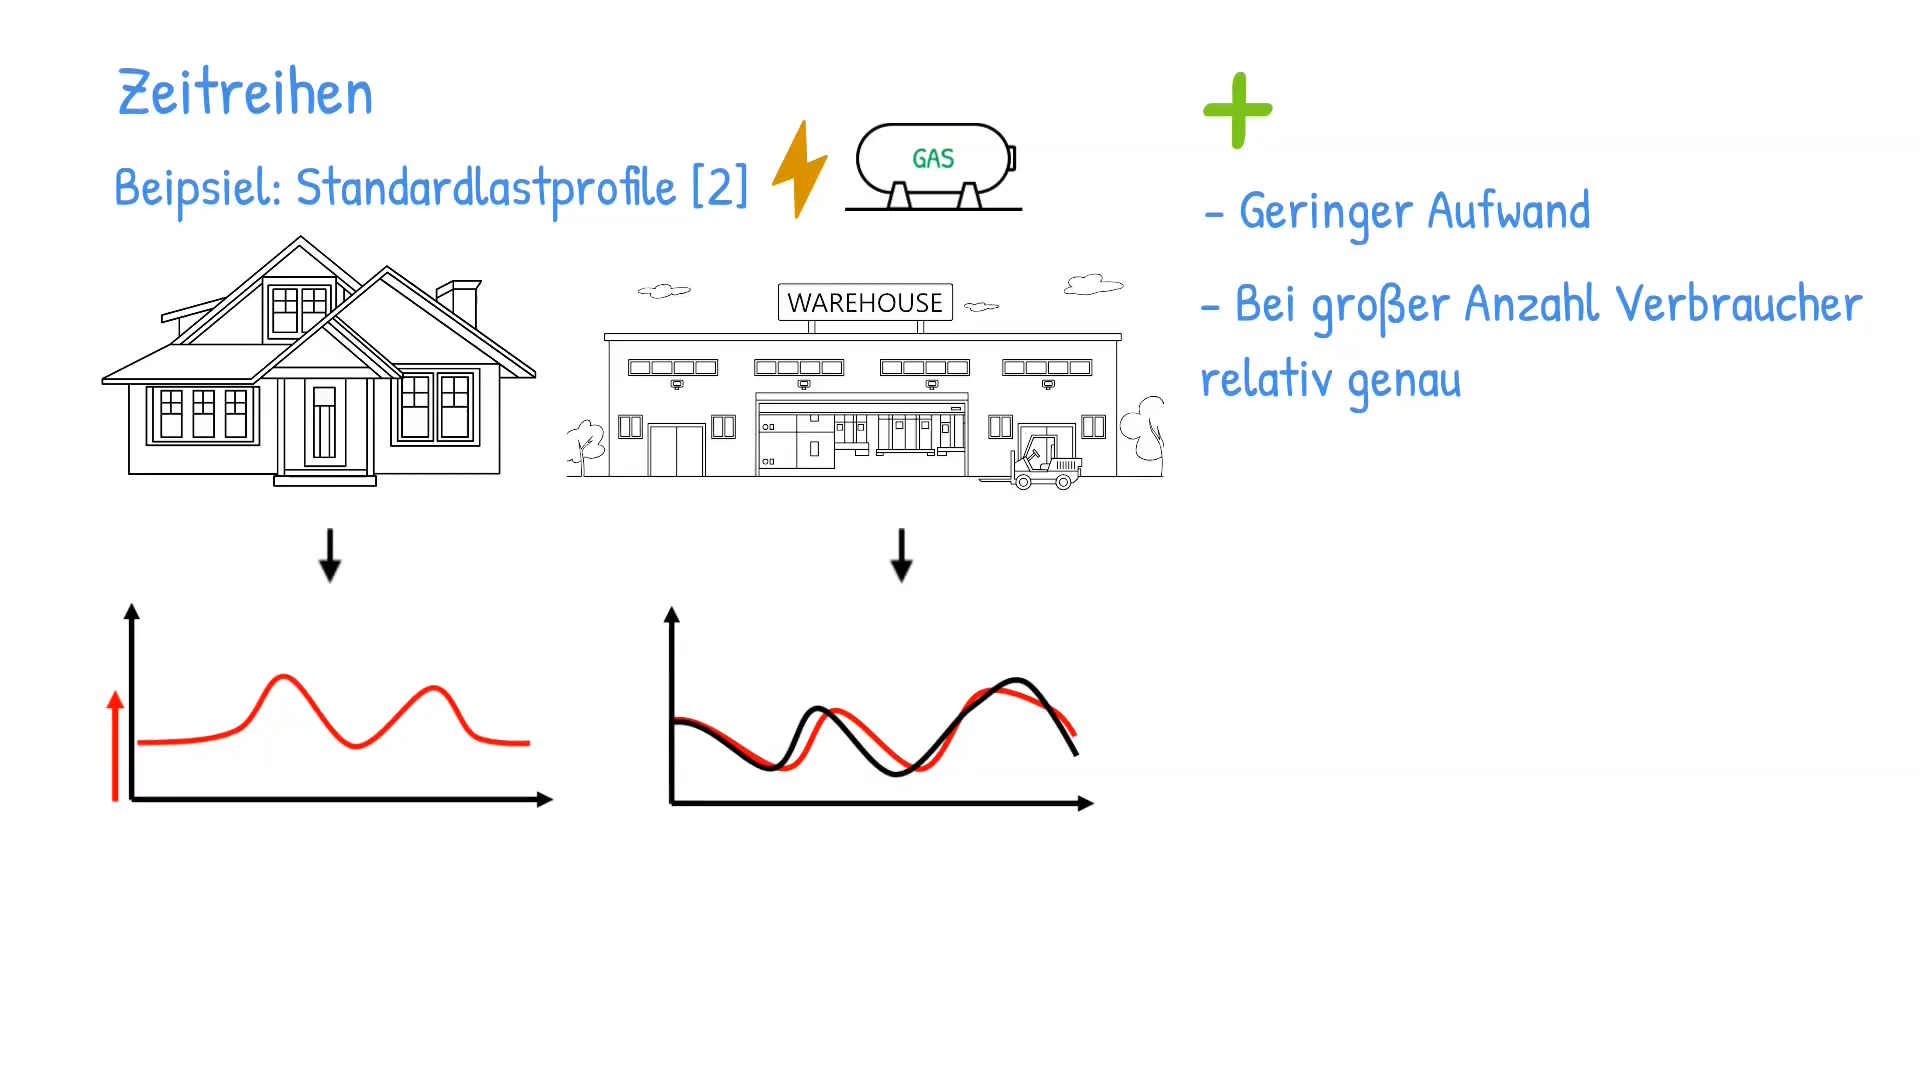 Zeitreihen
Beipsiel: Standardlastprofile [2]
GAS
WAREHOUSE
- Geringer Aufwand
- Bei großer Anzahl Verbraucher
relativ genau